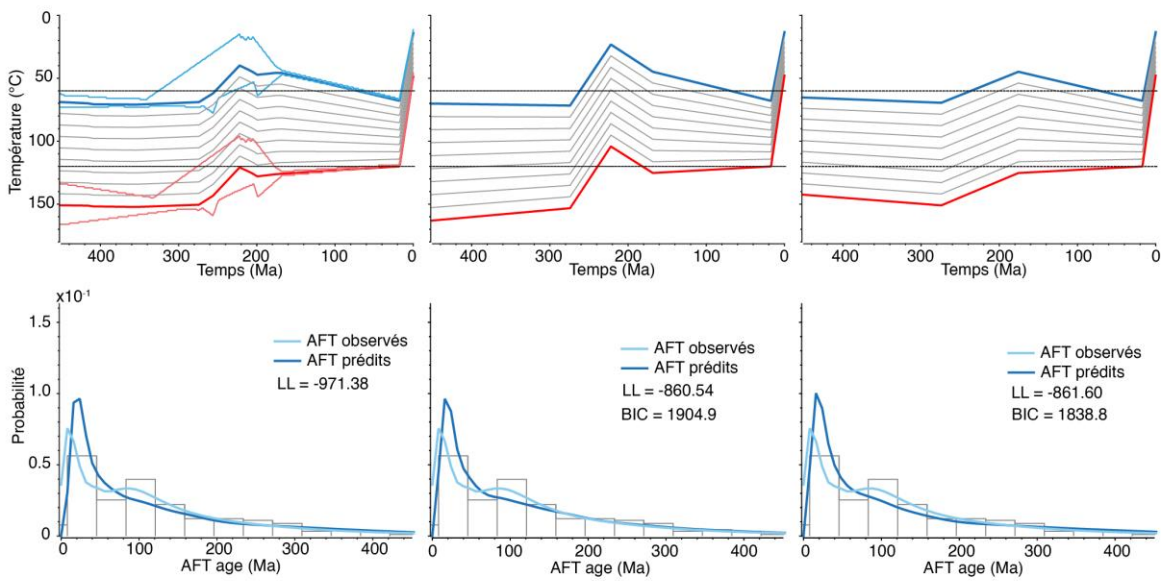 0
50
100
150
Température (°C)
400 300 200 100 0
Temps (Ma)
400 300 200 100 0
Temps (Ma)
400 300 200 100 0
Temps (Ma)
x10⁻¹
1.5
1.0
0.5
0
Probabilité
AFT observés
AFT prédits
LL = -971.38
0 100 200 300 400
AFT age (Ma)
AFT observés
AFT prédits
LL = -860.54
BIC = 1904.9
0 100 200 300 400
AFT age (Ma)
AFT observés
AFT prédits
LL = -861.60
BIC = 1838.8
0 100 200 300 400
AFT age (Ma)